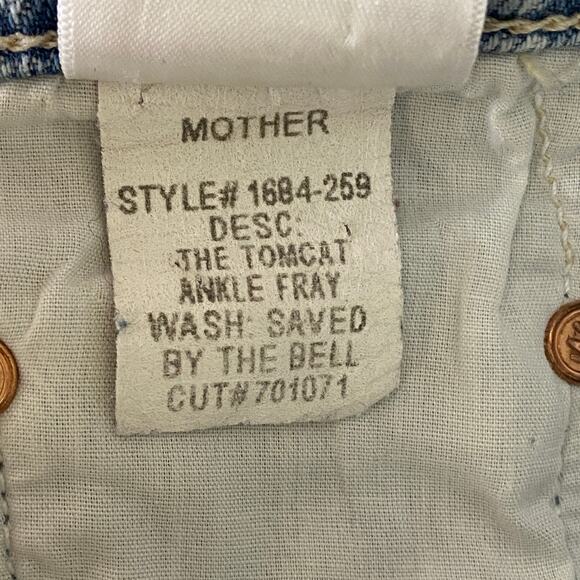 MOTHER
STYLE# 1684-259
DESC:
THE TOMCAT
ANKLE FRAY
WASH: SAVED
BY THE BELL
CUT# 701071